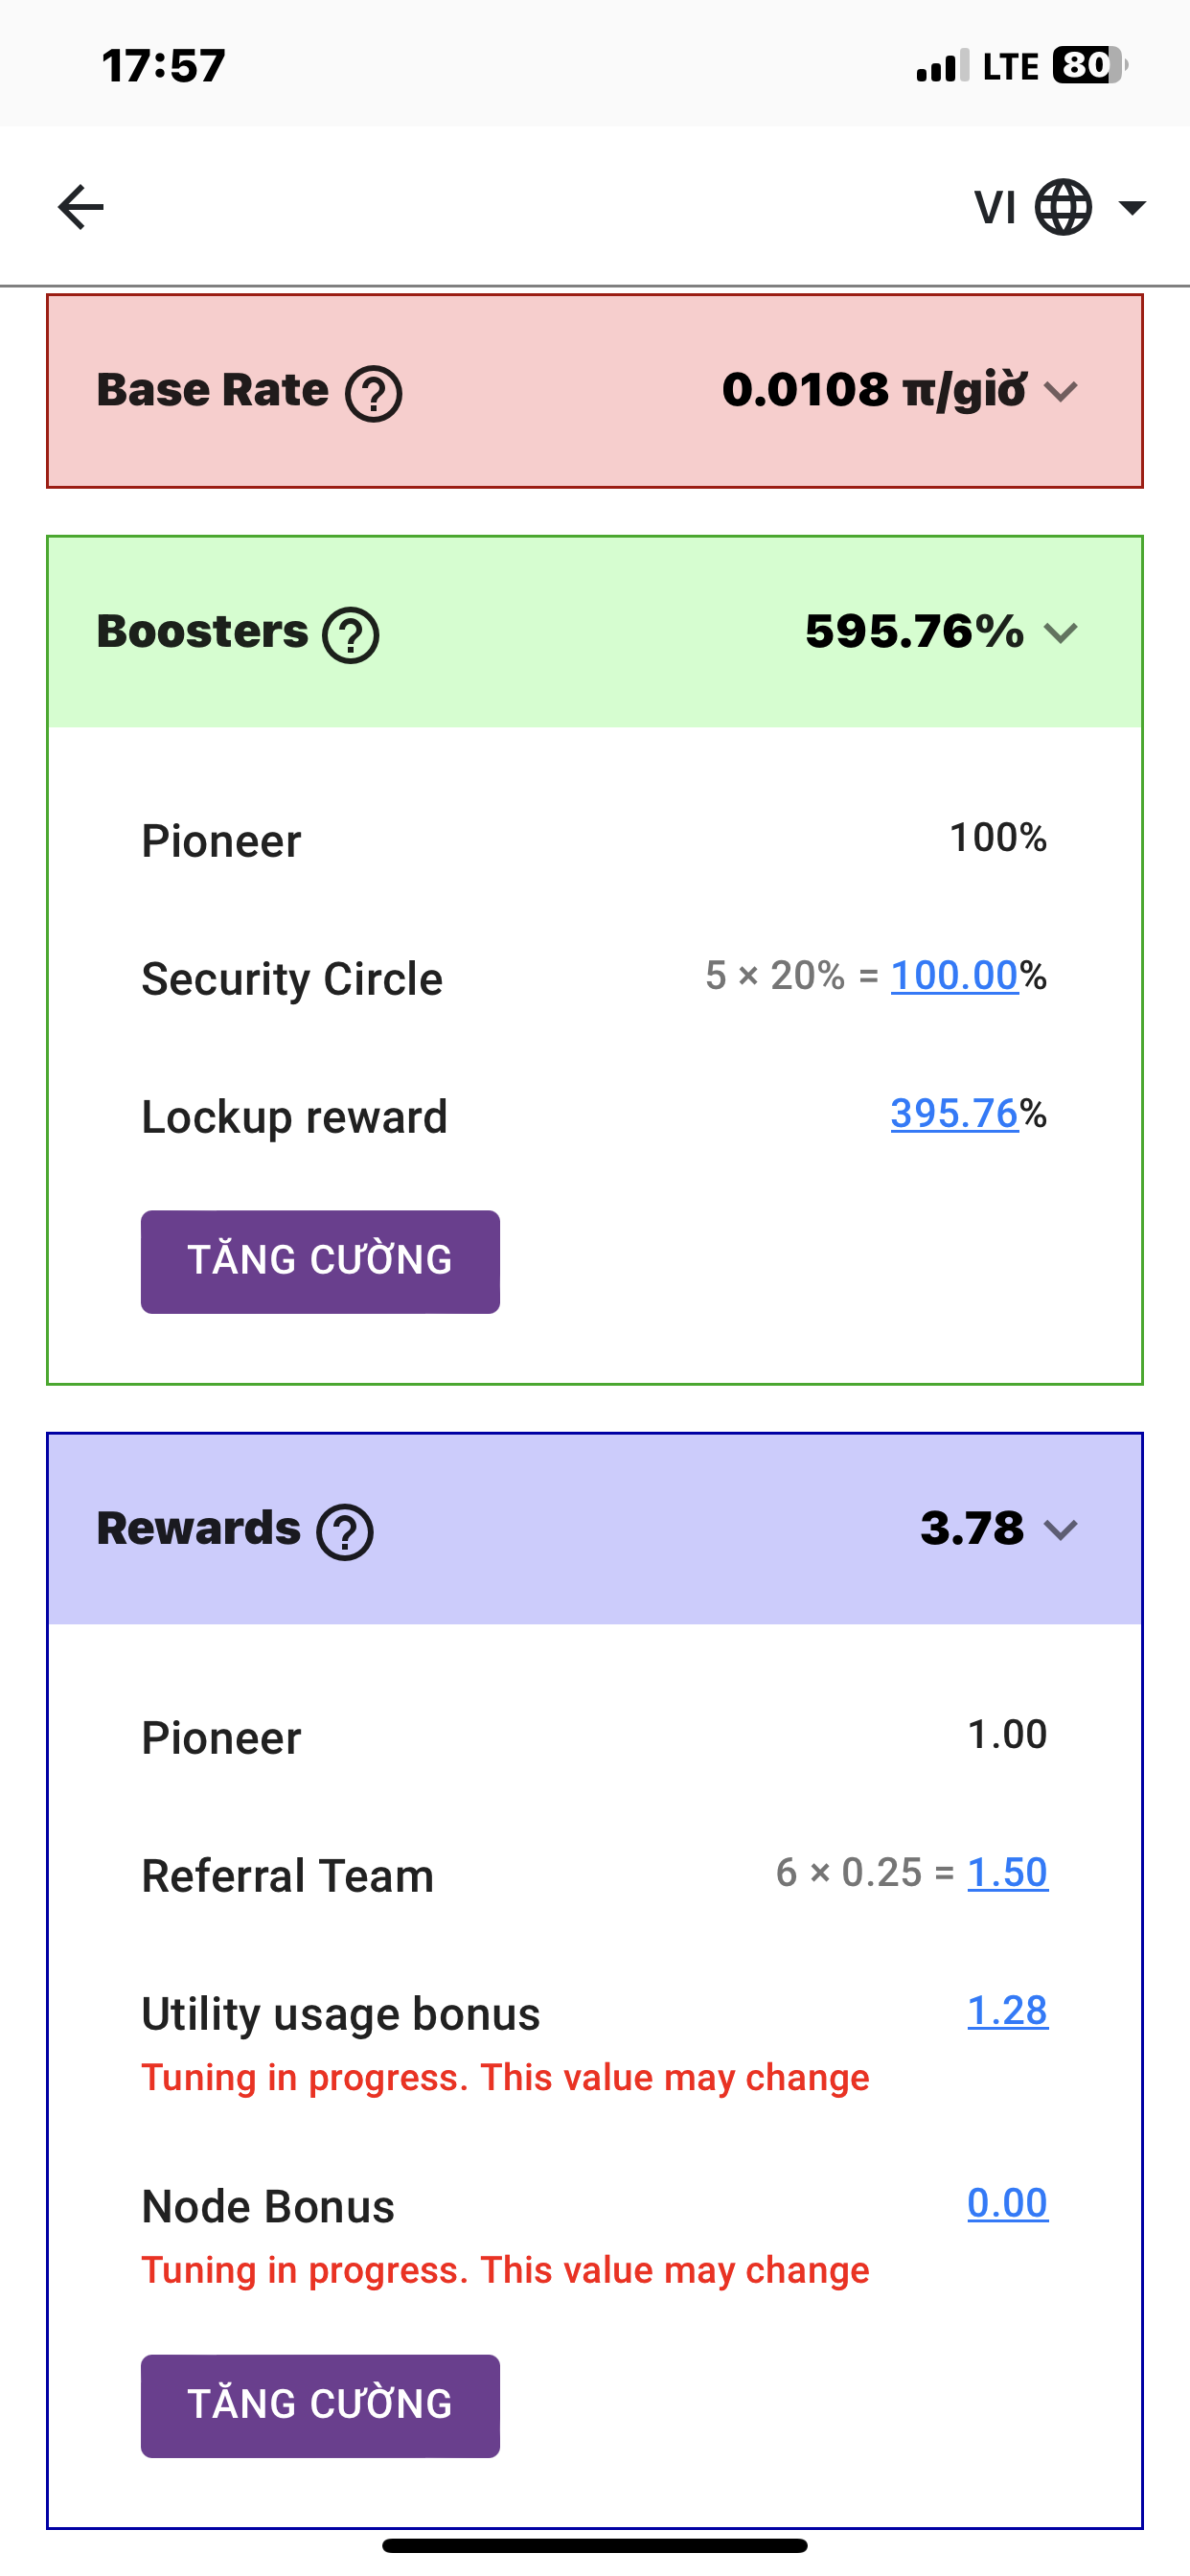 17:57 LTE 80
VI
Base Rate ? 0.0108 π/giờ
Boosters ? 595.76%
Pioneer 100%
Security Circle 5 × 20% = 100.00%
Lockup reward 395.76%
TĂNG CƯỜNG
Rewards ? 3.78
Pioneer 1.00
Referral Team 6 × 0.25 = 1.50
Utility usage bonus 1.28
Tuning in progress. This value may change
Node Bonus 0.00
Tuning in progress. This value may change
TĂNG CƯỜNG